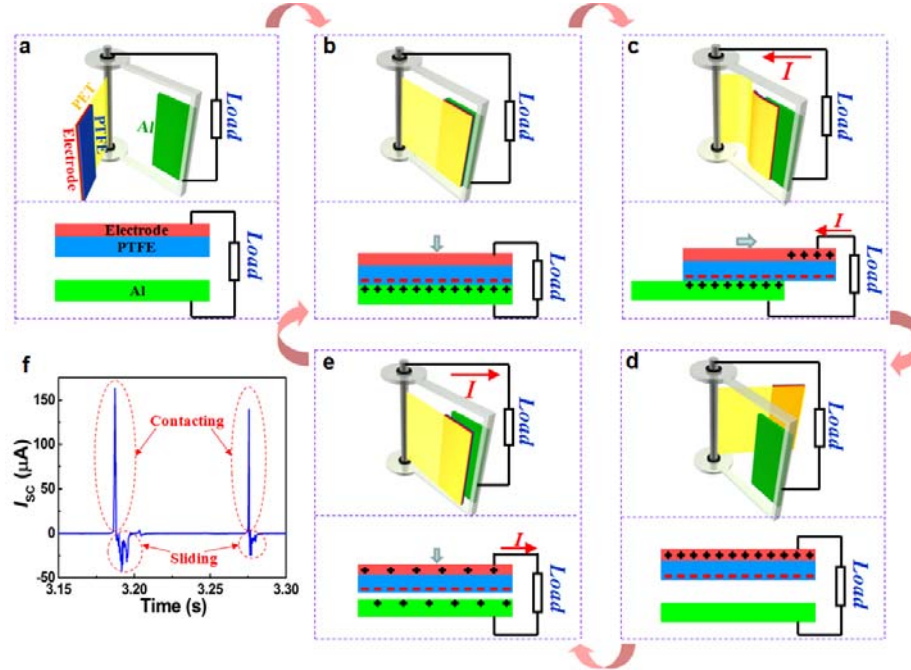 a
PET
PTFE
Electrode
Al
Load
Electrode
PTFE
Al
Load
b
Load
Load
c
I
Load
I
Load
f
I_SC (μA)
150
100
50
0
-50
Contacting
Sliding
3.15
3.20
3.25
3.30
Time (s)
e
I
Load
I
Load
d
Load
Load